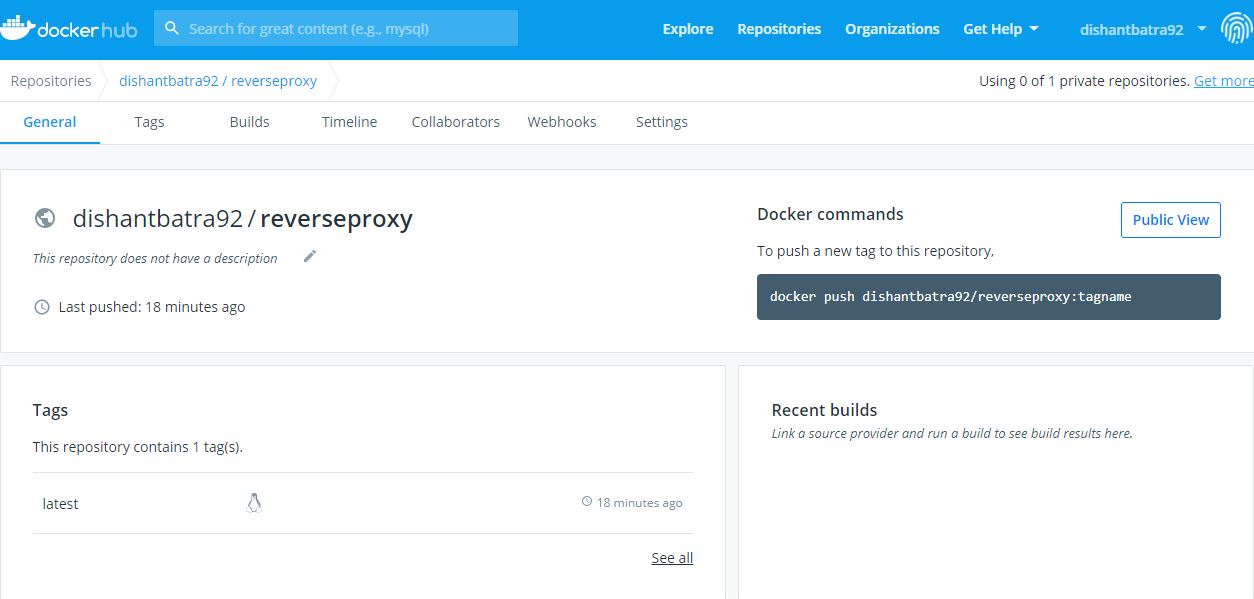 dockerhub Search for great content (e.g., mysql) Explore Repositories Organizations Get Help dishantbatra92
Repositories dishantbatra92 / reverseproxy Using 0 of 1 private repositories. Get more
General Tags Builds Timeline Collaborators Webhooks Settings
dishantbatra92 / reverseproxy
This repository does not have a description
Last pushed: 18 minutes ago
Docker commands
Public View
To push a new tag to this repository,
docker push dishantbatra92/reverseproxy:tagname
Tags
This repository contains 1 tag(s).
latest 18 minutes ago
See all
Recent builds
Link a source provider and run a build to see build results here.